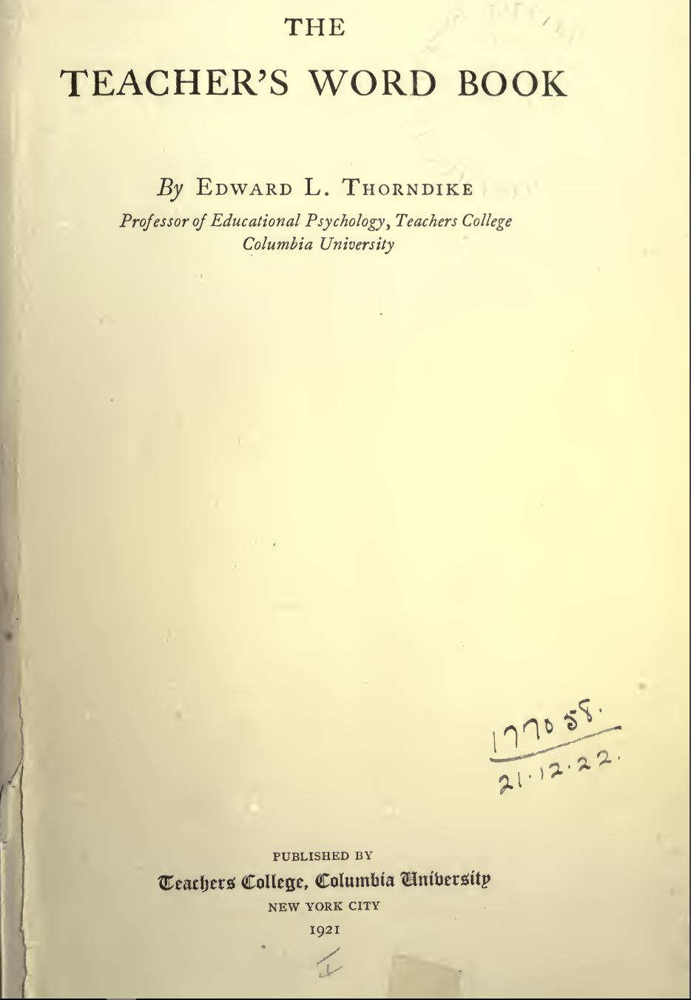 THE
TEACHER'S WORD BOOK
By EDWARD L. THORNDIKE
Professor of Educational Psychology, Teachers College
Columbia University
177058.
21.12.22.
PUBLISHED BY
Teachers College, Columbia University
NEW YORK CITY
1921